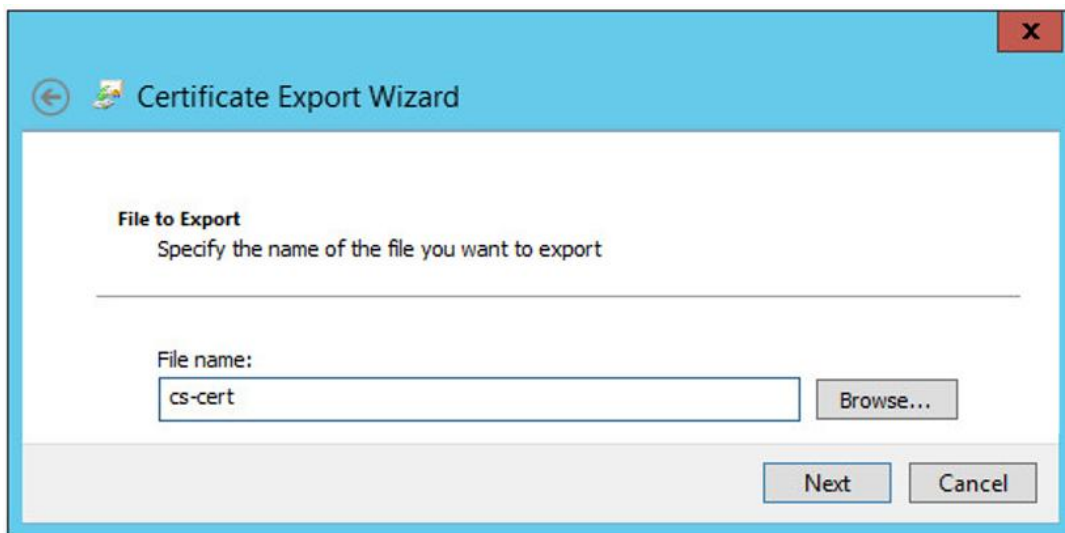 x
Certificate Export Wizard
File to Export
Specify the name of the file you want to export
File name:
cs-cert
Browse...
Next
Cancel